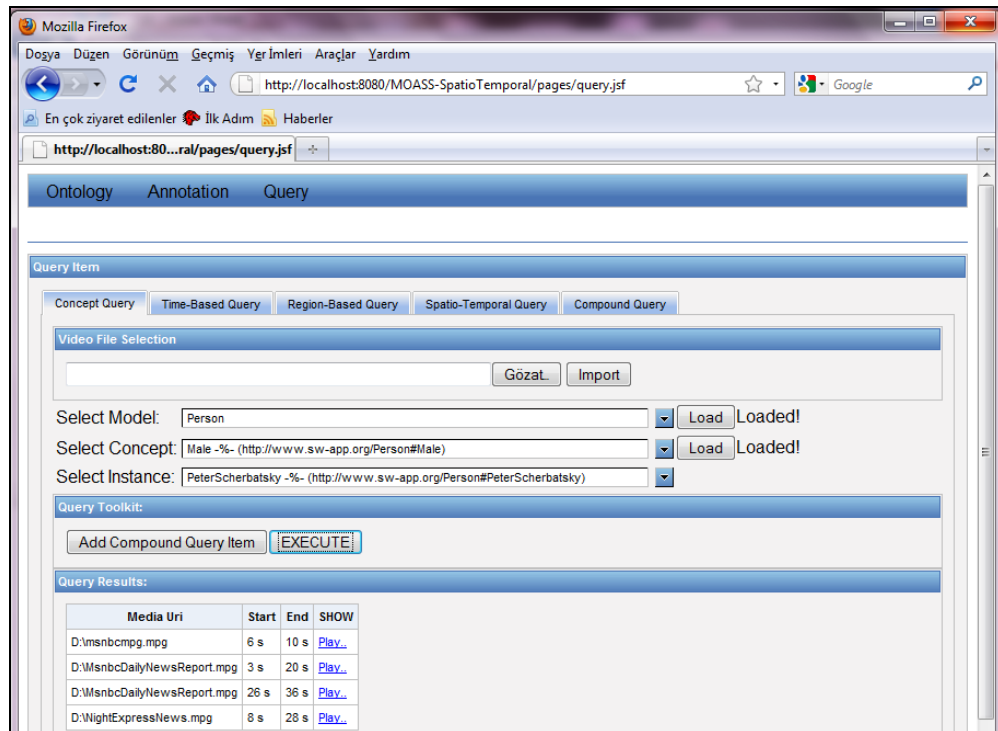 Mozilla Firefox
Dosya Düzen Görünüm Geçmiş Yer İmleri Araçlar Yardım
http://localhost:8080/MOASS-SpatioTemporal/pages/query.jsf
Google
En çok ziyaret edilenler İlk Adım Haberler
http://localhost:80...ral/pages/query.jsf
Ontology Annotation Query
Query Item
Concept Query Time-Based Query Region-Based Query Spatio-Temporal Query Compound Query
Video File Selection
Gözat.. Import
Select Model: Person Load Loaded!
Select Concept: Male -%- (http://www.sw-app.org/Person#Male) Load Loaded!
Select Instance: PeterScherbatsky -%- (http://www.sw-app.org/Person#PeterScherbatsky)
Query Toolkit:
Add Compound Query Item EXECUTE
Query Results:
Media Uri Start End SHOW
D:\msnbcmpg.mpg 6 s 10 s Play..
D:\MsnbcDailyNewsReport.mpg 3 s 20 s Play..
D:\MsnbcDailyNewsReport.mpg 26 s 36 s Play..
D:\NightExpressNews.mpg 8 s 28 s Play..